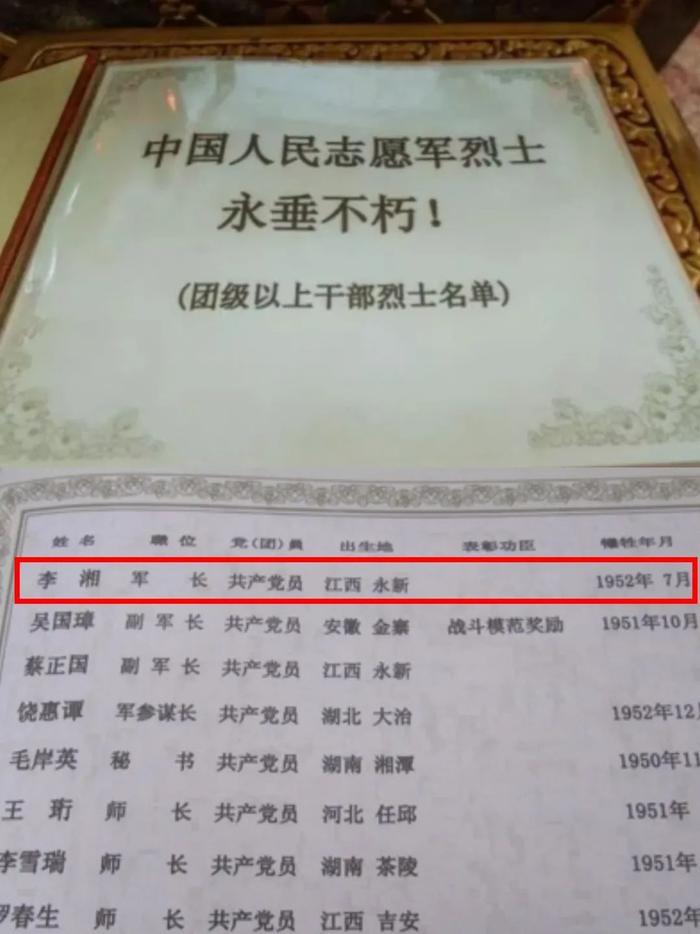 中国人民志愿军烈士
永垂不朽！
(团级以上干部烈士名单)
姓名 职位 党(团)员 出生地 表彰功臣 牺牲年月
李湘 军长 共产党员 江西 永新 1952年 7月
吴国璋 副军长 共产党员 安徽 金寨 战斗模范奖励 1951年10月
蔡正国 副军长 共产党员 江西 永新
饶惠谭 军参谋长 共产党员 湖北 大冶 1952年12
毛岸英 秘书 共产党员 湖南 湘潭 1950年11
王珩 师长 共产党员 河北 任邱 1951年
李雪瑞 师长 共产党员 湖南 茶陵 1951年
罗春生 师长 共产党员 江西 吉安 1952年